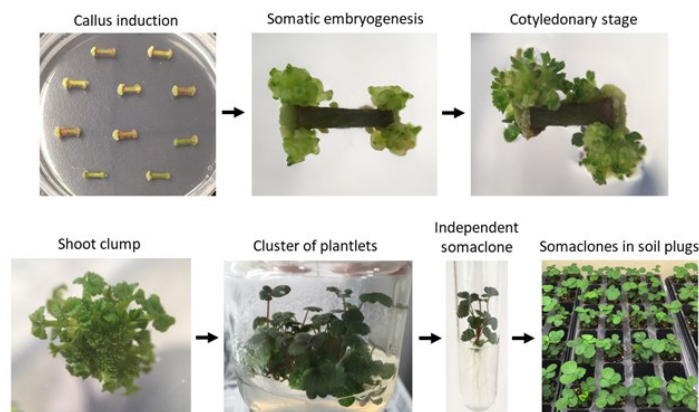 Callus induction
Somatic embryogenesis
Cotyledonary stage
Shoot clump
Cluster of plantlets
Independent
somaclone
Somaclones in soil plugs